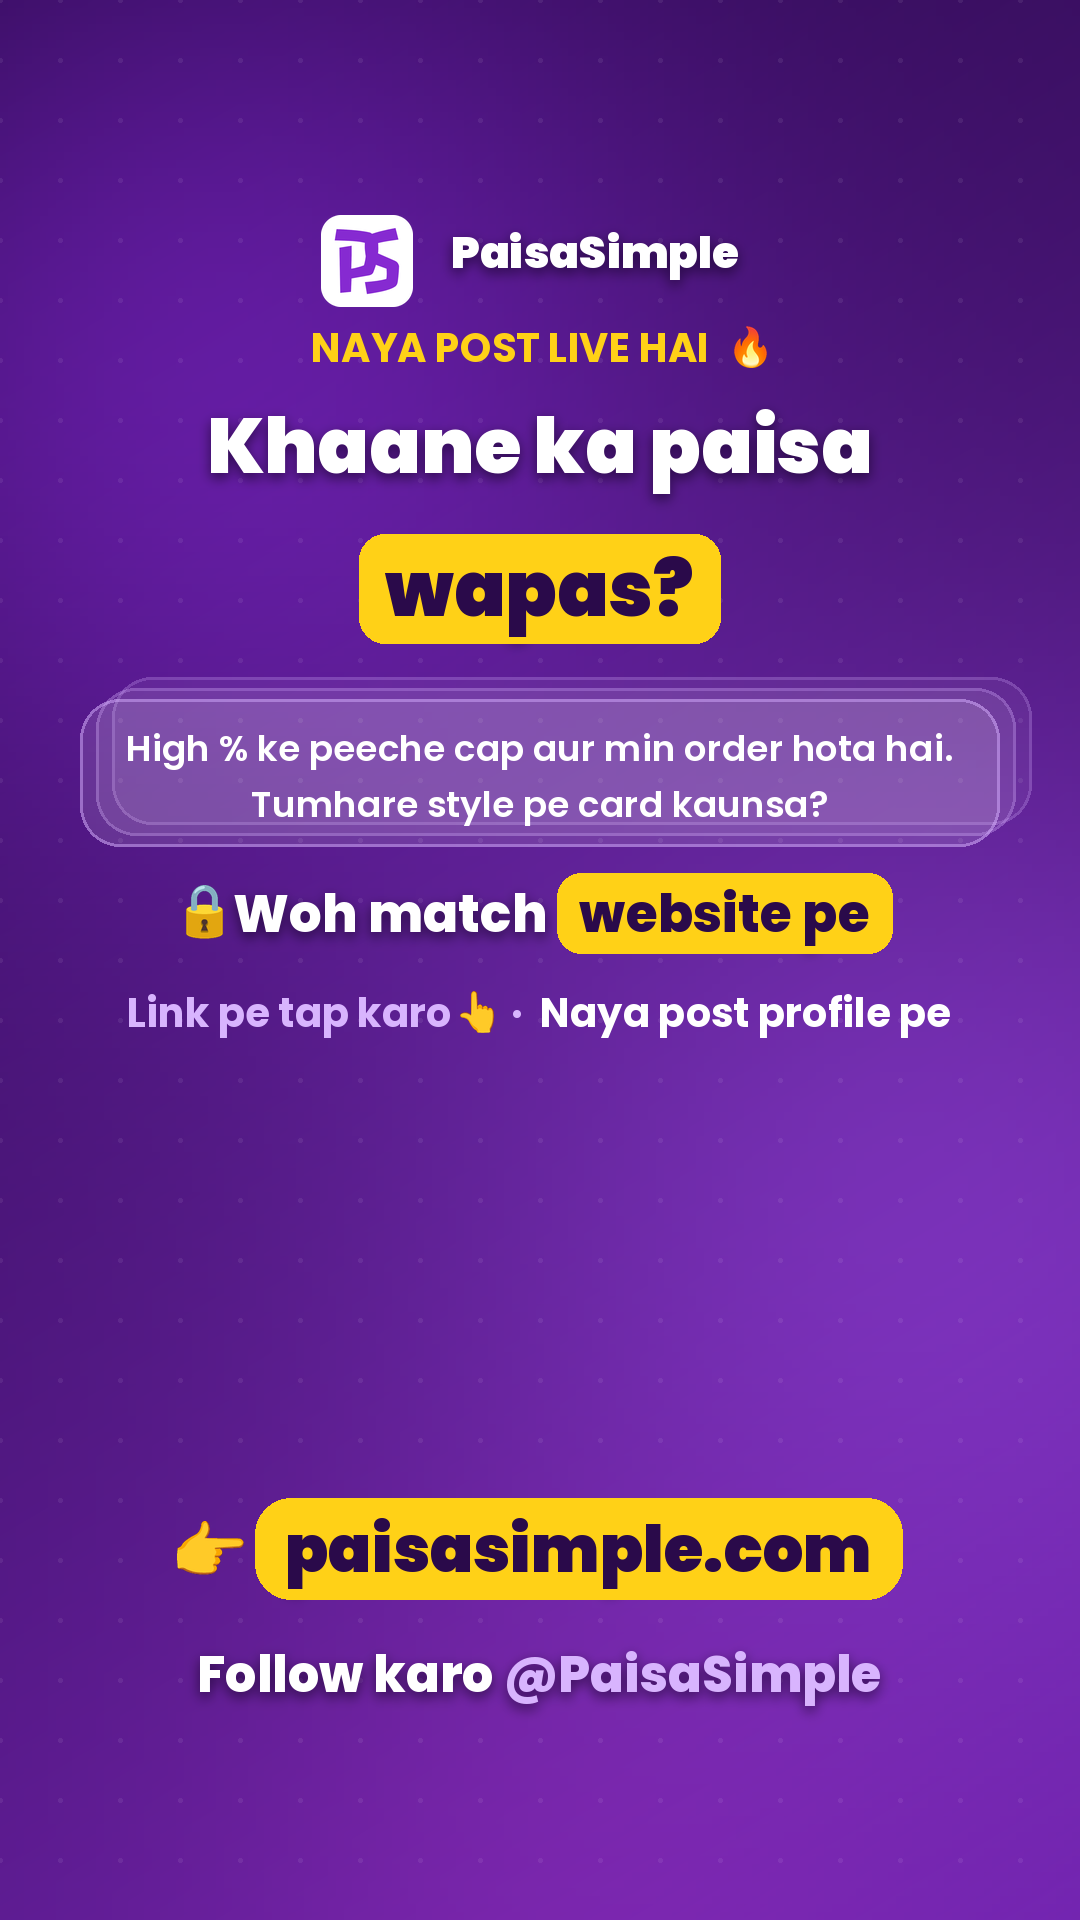 PS PaisaSimple
NAYA POST LIVE HAI 🔥
Khaane ka paisa
wapas?
High % ke peeche cap aur min order hota hai.
Tumhare style pe card kaunsa?
🔒Woh match website pe
Link pe tap karo👆 · Naya post profile pe
👉 paisasimple.com
Follow karo @PaisaSimple